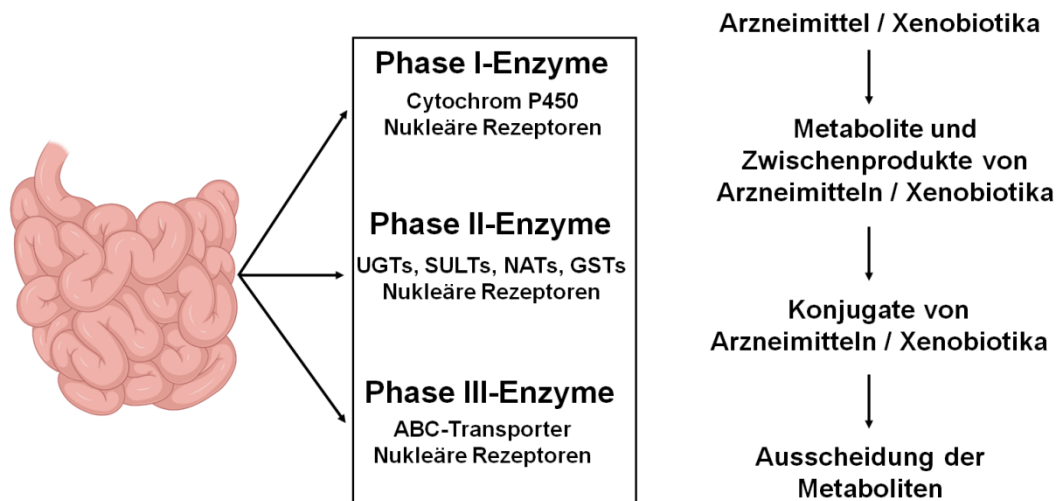 Phase I-Enzyme
Cytochrom P450
Nukleäre Rezeptoren
Phase II-Enzyme
UGTs, SULTs, NATs, GSTs
Nukleäre Rezeptoren
Phase III-Enzyme
ABC-Transporter
Nukleäre Rezeptoren
Arzneimittel / Xenobiotika
Metabolite und
Zwischenprodukte von
Arzneimitteln / Xenobiotika
Konjugate von
Arzneimitteln / Xenobiotika
Ausscheidung der
Metaboliten